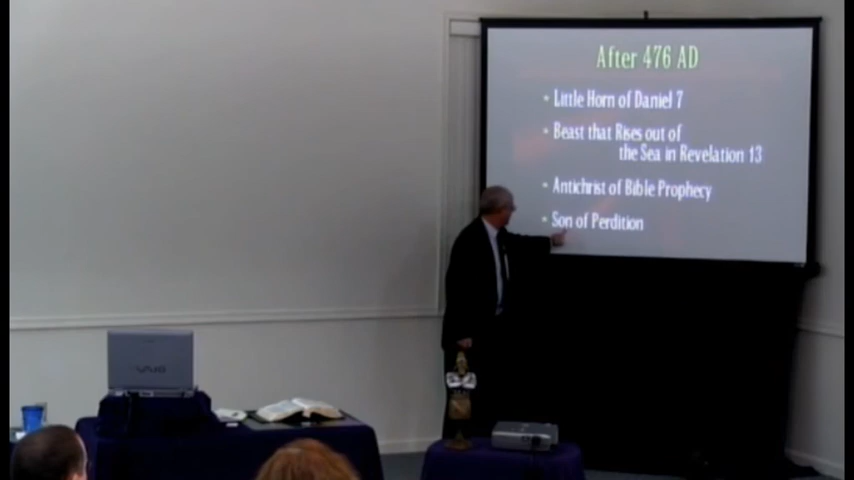 After 476 AD
• Little Horn of Daniel 7
• Beast that Rises out of
the Sea in Revelation 13
• Antichrist of Bible Prophecy
• Son of Perdition
VAIO